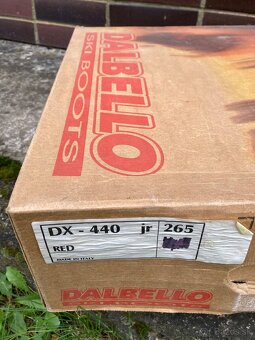 DALBELLO
SKI BOOTS
DX - 440 jr 265
RED
MADE IN ITALY
DALBELLO